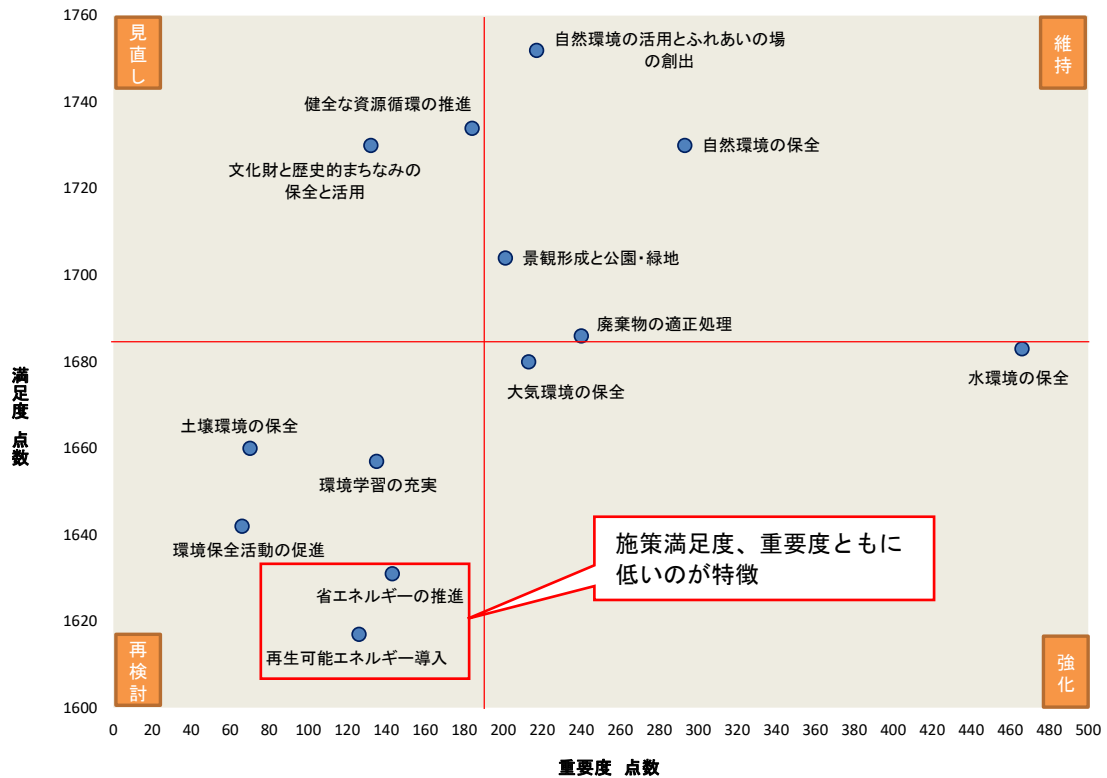 1760
1740
1720
1700
1680
1660
1640
1620
1600
満足度 点数
見直し
維持
再検討
強化
自然環境の活用とふれあいの場
の創出
健全な資源循環の推進
自然環境の保全
文化財と歴史的まちなみの
保全と活用
景観形成と公園・緑地
廃棄物の適正処理
大気環境の保全
水環境の保全
土壌環境の保全
環境学習の充実
環境保全活動の促進
施策満足度、重要度ともに
低いのが特徴
省エネルギーの推進
再生可能エネルギー導入
0 20 40 60 80 100 120 140 160 180 200 220 240 260 280 300 320 340 360 380 400 420 440 460 480 500
重要度 点数